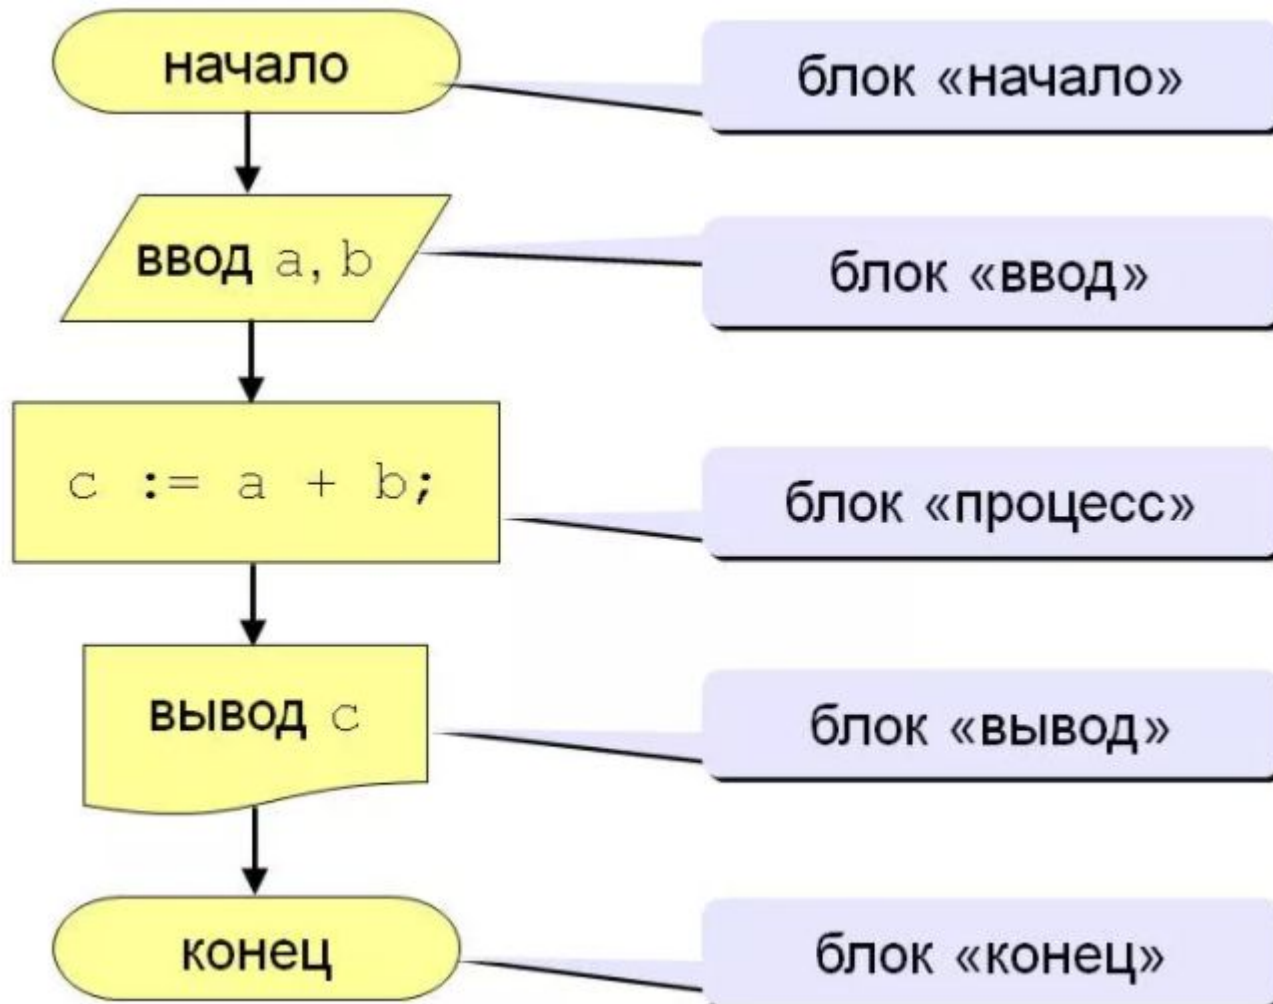 начало
блок «начало»
ввод a, b
блок «ввод»
c := a + b;
блок «процесс»
вывод c
блок «вывод»
конец
блок «конец»